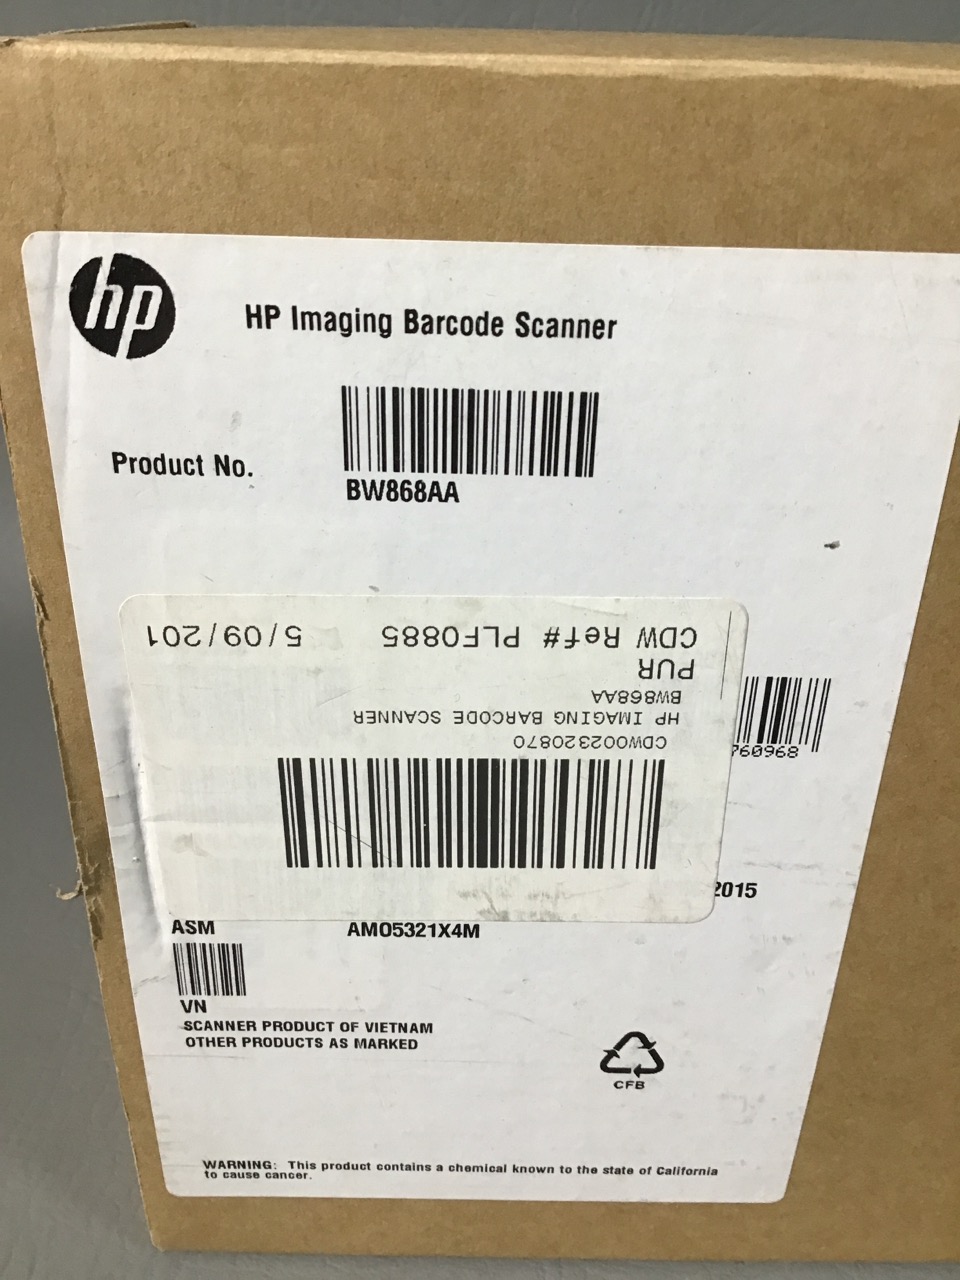 hp
HP Imaging Barcode Scanner
Product No.
BW868AA
CDW Ref# PLF0885 5/09/201
PUR
BW868AA
HP IMAGING BARCODE SCANNER
CDW002320870
760968
2015
ASM
AMO5321X4M
VN
SCANNER PRODUCT OF VIETNAM
OTHER PRODUCTS AS MARKED
CFB
WARNING: This product contains a chemical known to the state of California
to cause cancer.